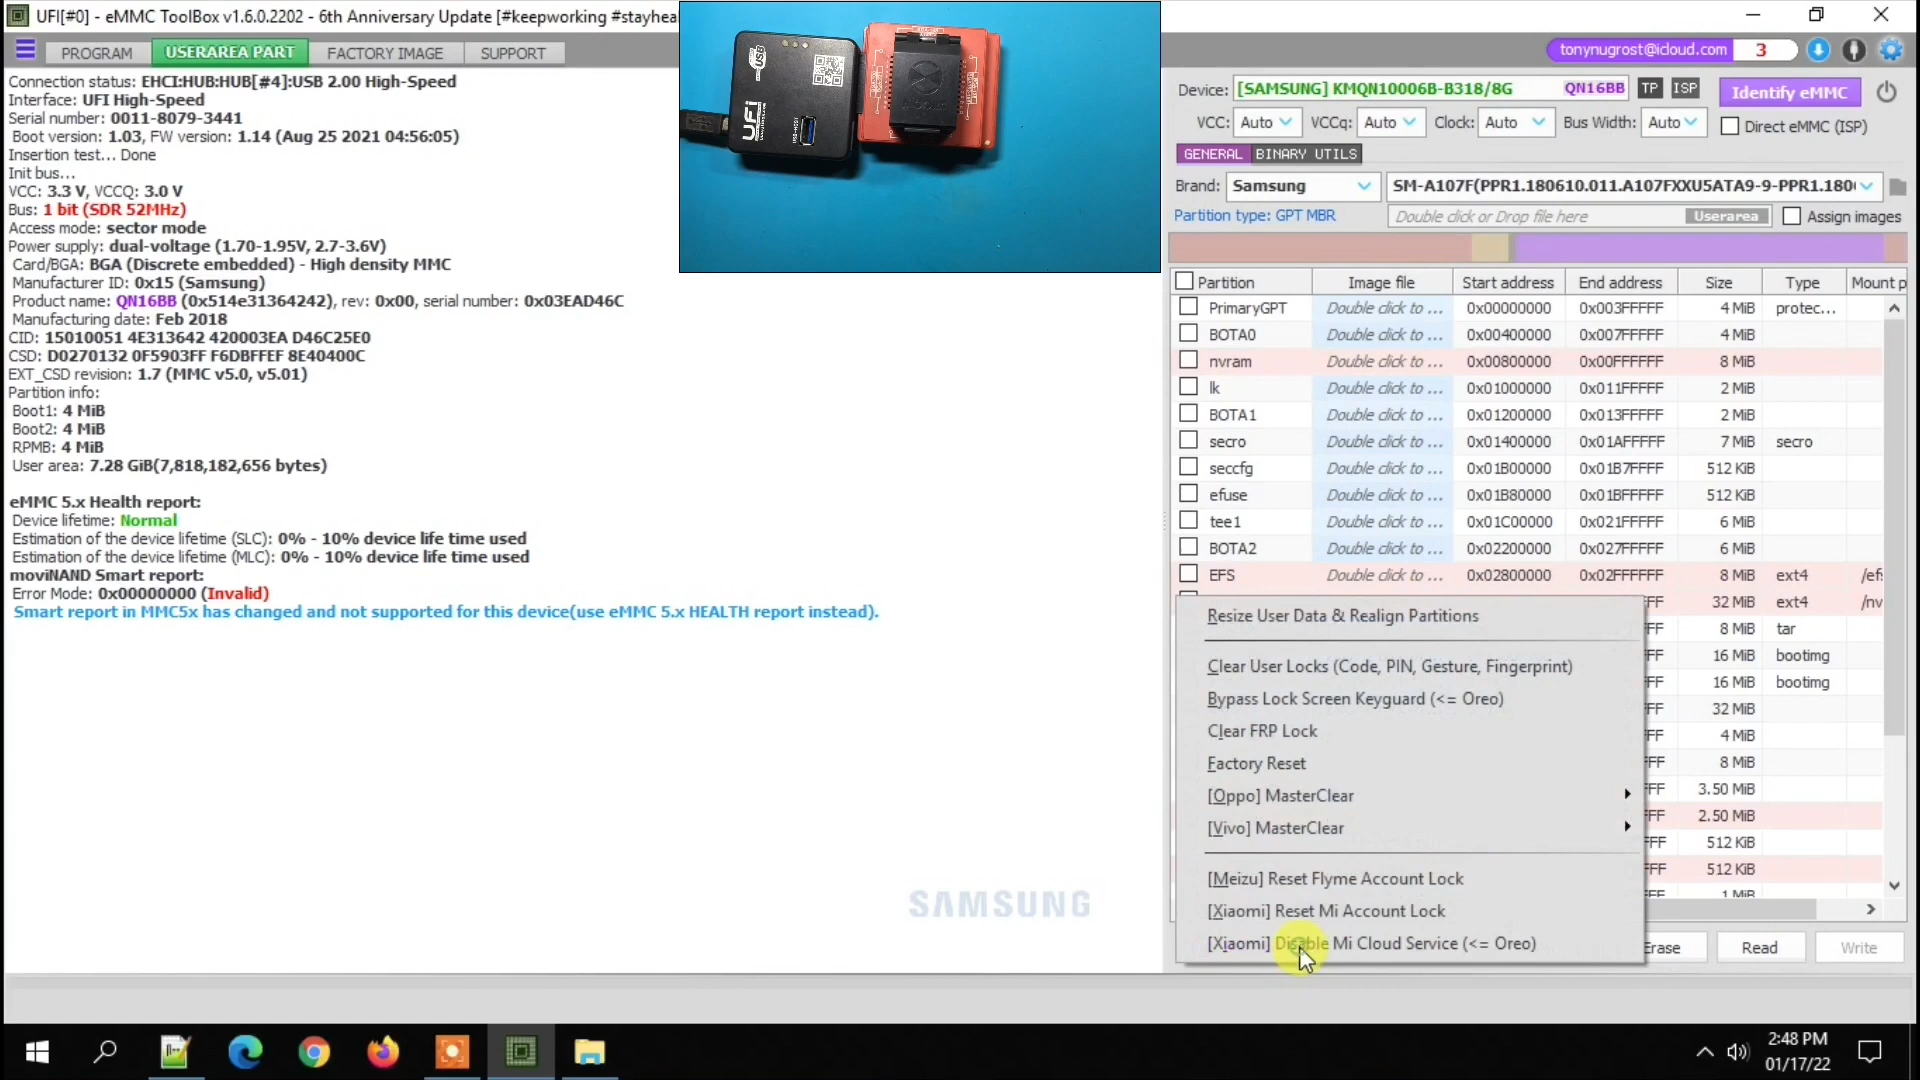 UFI[#0] - eMMC ToolBox v1.6.0.2202 - 6th Anniversary Update [#keepworking #stayhea
PROGRAM USERAREA PART FACTORY IMAGE SUPPORT
tonynugrost@icloud.com 3
Connection status: EHCI:HUB:HUB[#4]:USB 2.00 High-Speed
Interface: UFI High-Speed
Serial number: 0011-8079-3441
Boot version: 1.03, FW version: 1.14 (Aug 25 2021 04:56:05)
Insertion test... Done
Init bus...
VCC: 3.3 V, VCCQ: 3.0 V
Bus: 1 bit (SDR 52MHz)
Access mode: sector mode
Power supply: dual-voltage (1.70-1.95V, 2.7-3.6V)
Card/BGA: BGA (Discrete embedded) - High density MMC
Manufacturer ID: 0x15 (Samsung)
Product name: QN16BB (0x514e31364242), rev: 0x00, serial number: 0x03EAD46C
Manufacturing date: Feb 2018
CID: 15010051 4E313642 420003EA D46C25E0
CSD: D0270132 0F5903FF F6DBFFEF 8E40400C
EXT_CSD revision: 1.7 (MMC v5.0, v5.01)
Partition info:
Boot1: 4 MiB
Boot2: 4 MiB
RPMB: 4 MiB
User area: 7.28 GiB(7,818,182,656 bytes)
eMMC 5.x Health report:
Device lifetime: Normal
Estimation of the device lifetime (SLC): 0% - 10% device life time used
Estimation of the device lifetime (MLC): 0% - 10% device life time used
moviNAND Smart report:
Error Mode: 0x00000000 (Invalid)
Smart report in MMC5x has changed and not supported for this device(use eMMC 5.x HEALTH report instead).
SAMSUNG
UFI
USB
Device: [SAMSUNG] KMQN10006B-B318/8G QN16BB TP ISP Identify eMMC
VCC: Auto VCCq: Auto Clock: Auto Bus Width: Auto Direct eMMC (ISP)
GENERAL BINARY UTILS
Brand: Samsung SM-A107F(PPR1.180610.011.A107FXXU5ATA9-9-PPR1.180
Partition type: GPT MBR Double click or Drop file here Userarea Assign images
Partition Image file Start address End address Size Type Mount p
PrimaryGPT Double click to ... 0x00000000 0x003FFFFF 4 MiB protec...
BOTA0 Double click to ... 0x00400000 0x007FFFFF 4 MiB
nvram Double click to ... 0x00800000 0x00FFFFFF 8 MiB
lk Double click to ... 0x01000000 0x011FFFFF 2 MiB
BOTA1 Double click to ... 0x01200000 0x013FFFFF 2 MiB
secro Double click to ... 0x01400000 0x01AFFFFF 7 MiB secro
seccfg Double click to ... 0x01B00000 0x01B7FFFF 512 KiB
efuse Double click to ... 0x01B80000 0x01BFFFFF 512 KiB
tee1 Double click to ... 0x01C00000 0x021FFFFF 6 MiB
BOTA2 Double click to ... 0x02200000 0x027FFFFF 6 MiB
EFS Double click to ... 0x02800000 0x02FFFFFF 8 MiB ext4 /ef
FF 32 MiB ext4 /nv
FF 8 MiB tar
FF 16 MiB bootimg
FF 16 MiB bootimg
FF 32 MiB
FF 4 MiB
FF 8 MiB
FF 3.50 MiB
FF 2.50 MiB
FF 512 KiB
FF 512 KiB
1 MiB
Resize User Data & Realign Partitions
Clear User Locks (Code, PIN, Gesture, Fingerprint)
Bypass Lock Screen Keyguard (<= Oreo)
Clear FRP Lock
Factory Reset
[Oppo] MasterClear
[Vivo] MasterClear
[Meizu] Reset Flyme Account Lock
[Xiaomi] Reset Mi Account Lock
[Xiaomi] Disable Mi Cloud Service (<= Oreo)
Erase Read Write
2:48 PM
01/17/22